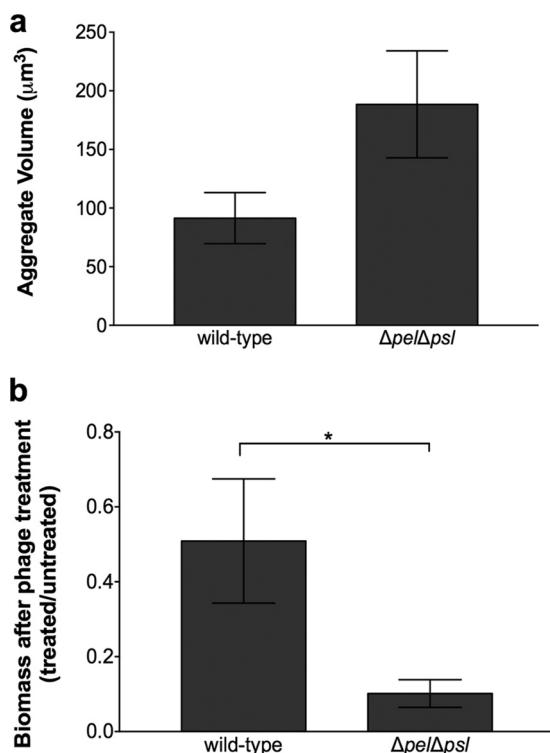 a
Aggregate Volume (μm³)
250
200
150
100
50
0
wild-type ΔpelΔpsl
b
Biomass after phage treatment
(treated/untreated)
0.8
0.6
0.4
0.2
0.0
*
wild-type ΔpelΔpsl